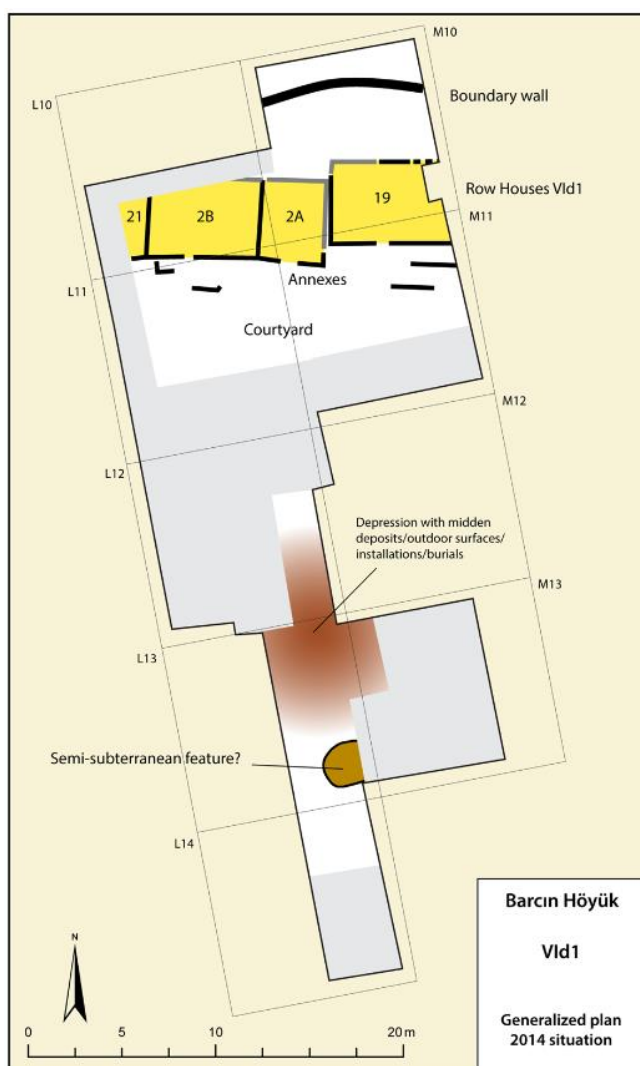 M10
L10
Boundary wall
Row Houses VId1
19
21
2B
2A
M11
L11
Annexes
Courtyard
M12
L12
Depression with midden
deposits/outdoor surfaces/
installations/burials
M13
L13
Semi-subterranean feature?
L14
Barcın Höyük
VId1
Generalized plan
2014 situation
N
0
5
10
20 m